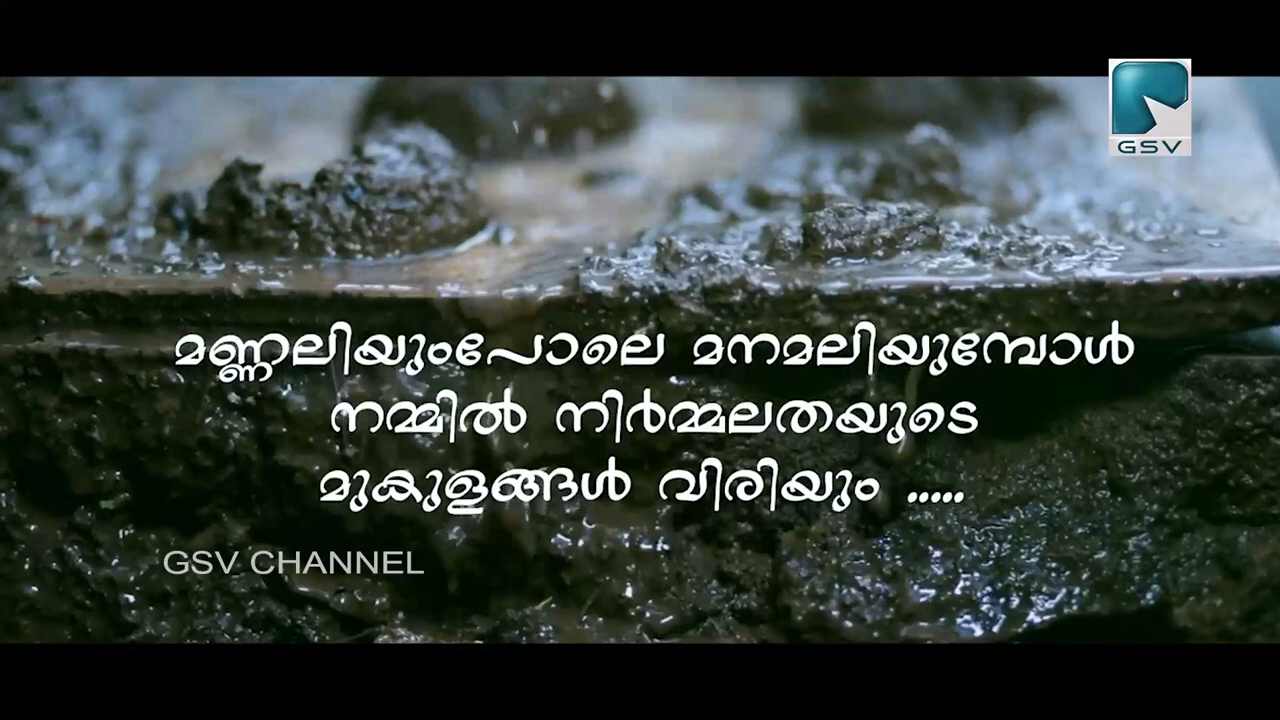 GSV
മണ്ണലിയുംപോലെ മനമലിയുമ്പോൾ
നമ്മിൽ നിർമ്മലതയുടെ
മുകുളങ്ങൾ വിരിയും .....
GSV CHANNEL